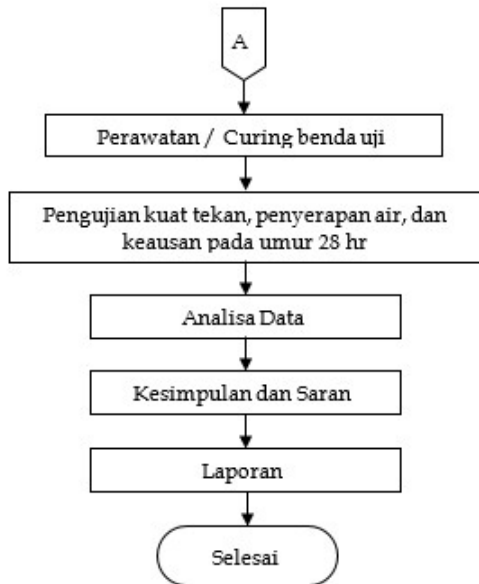 A
Perawatan / Curing benda uji
Pengujian kuat tekan, penyerapan air, dan
keausan pada umur 28 hr
Analisa Data
Kesimpulan dan Saran
Laporan
Selesai